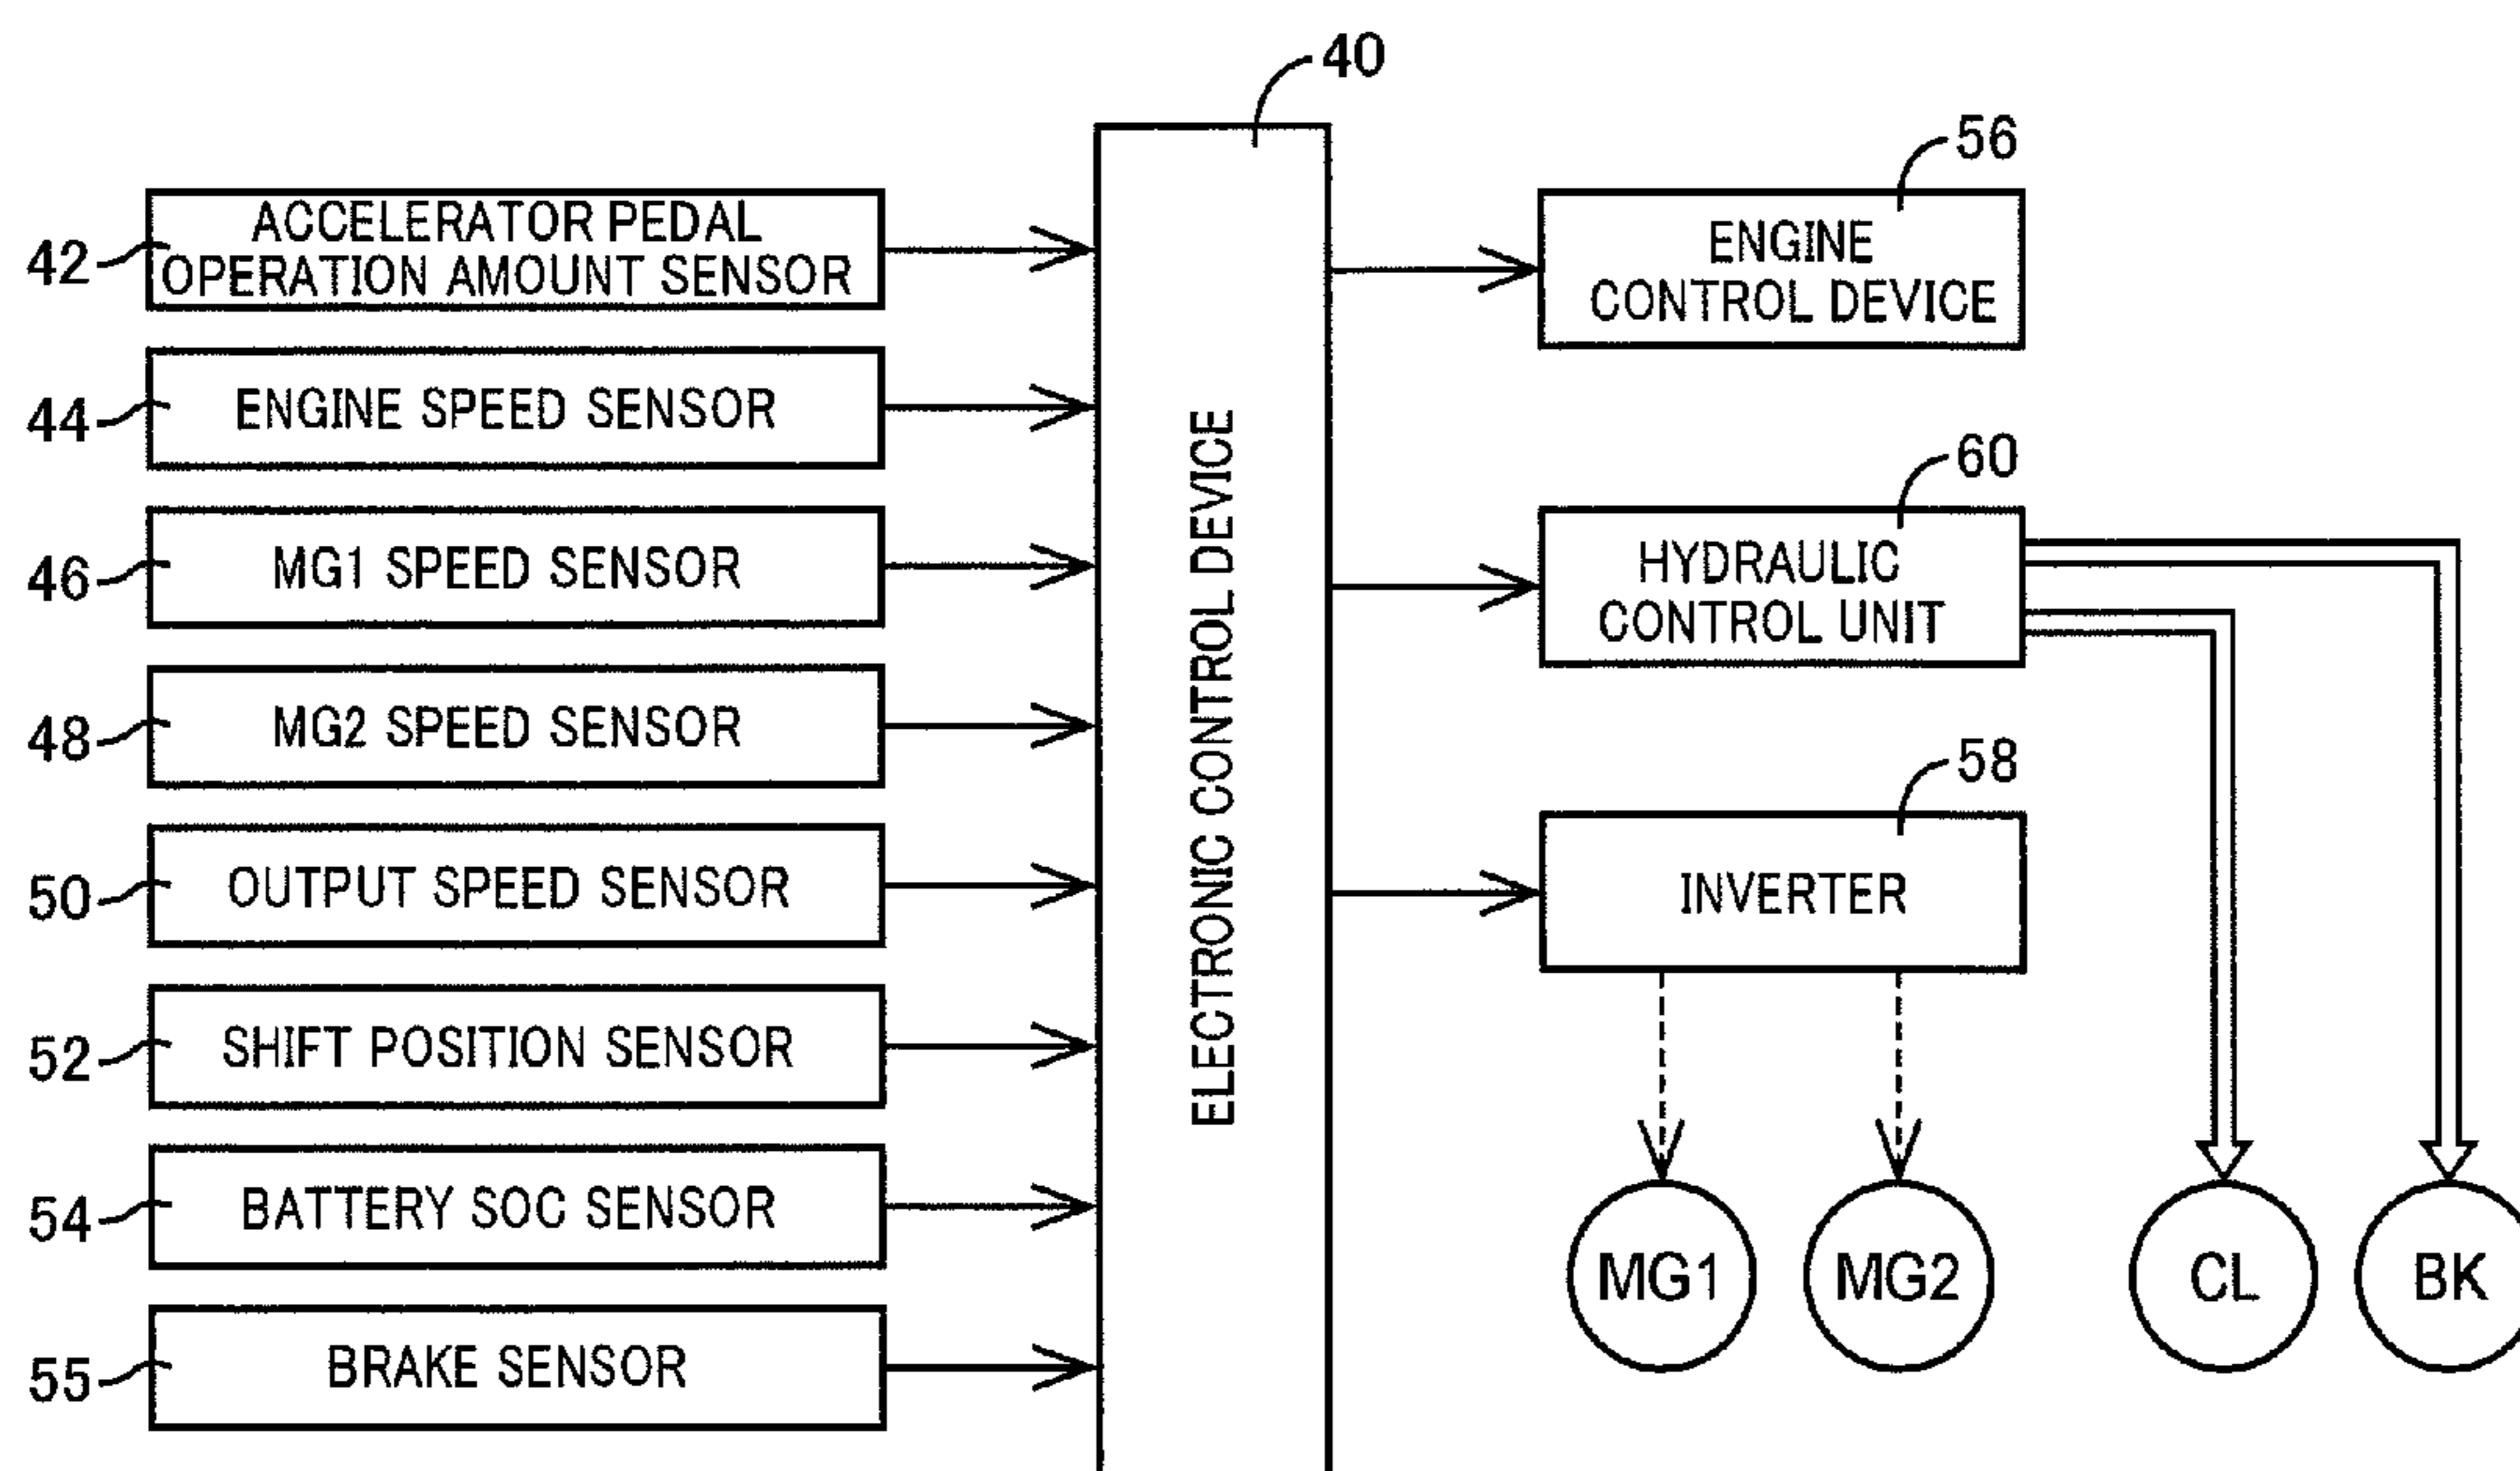 40
42
ACCELERATOR PEDAL
OPERATION AMOUNT SENSOR
44
ENGINE SPEED SENSOR
46
MG1 SPEED SENSOR
48
MG2 SPEED SENSOR
50
OUTPUT SPEED SENSOR
52
SHIFT POSITION SENSOR
54
BATTERY SOC SENSOR
55
BRAKE SENSOR
ELECTRONIC CONTROL DEVICE
56
ENGINE
CONTROL DEVICE
60
HYDRAULIC
CONTROL UNIT
58
INVERTER
MG1
MG2
CL
BK